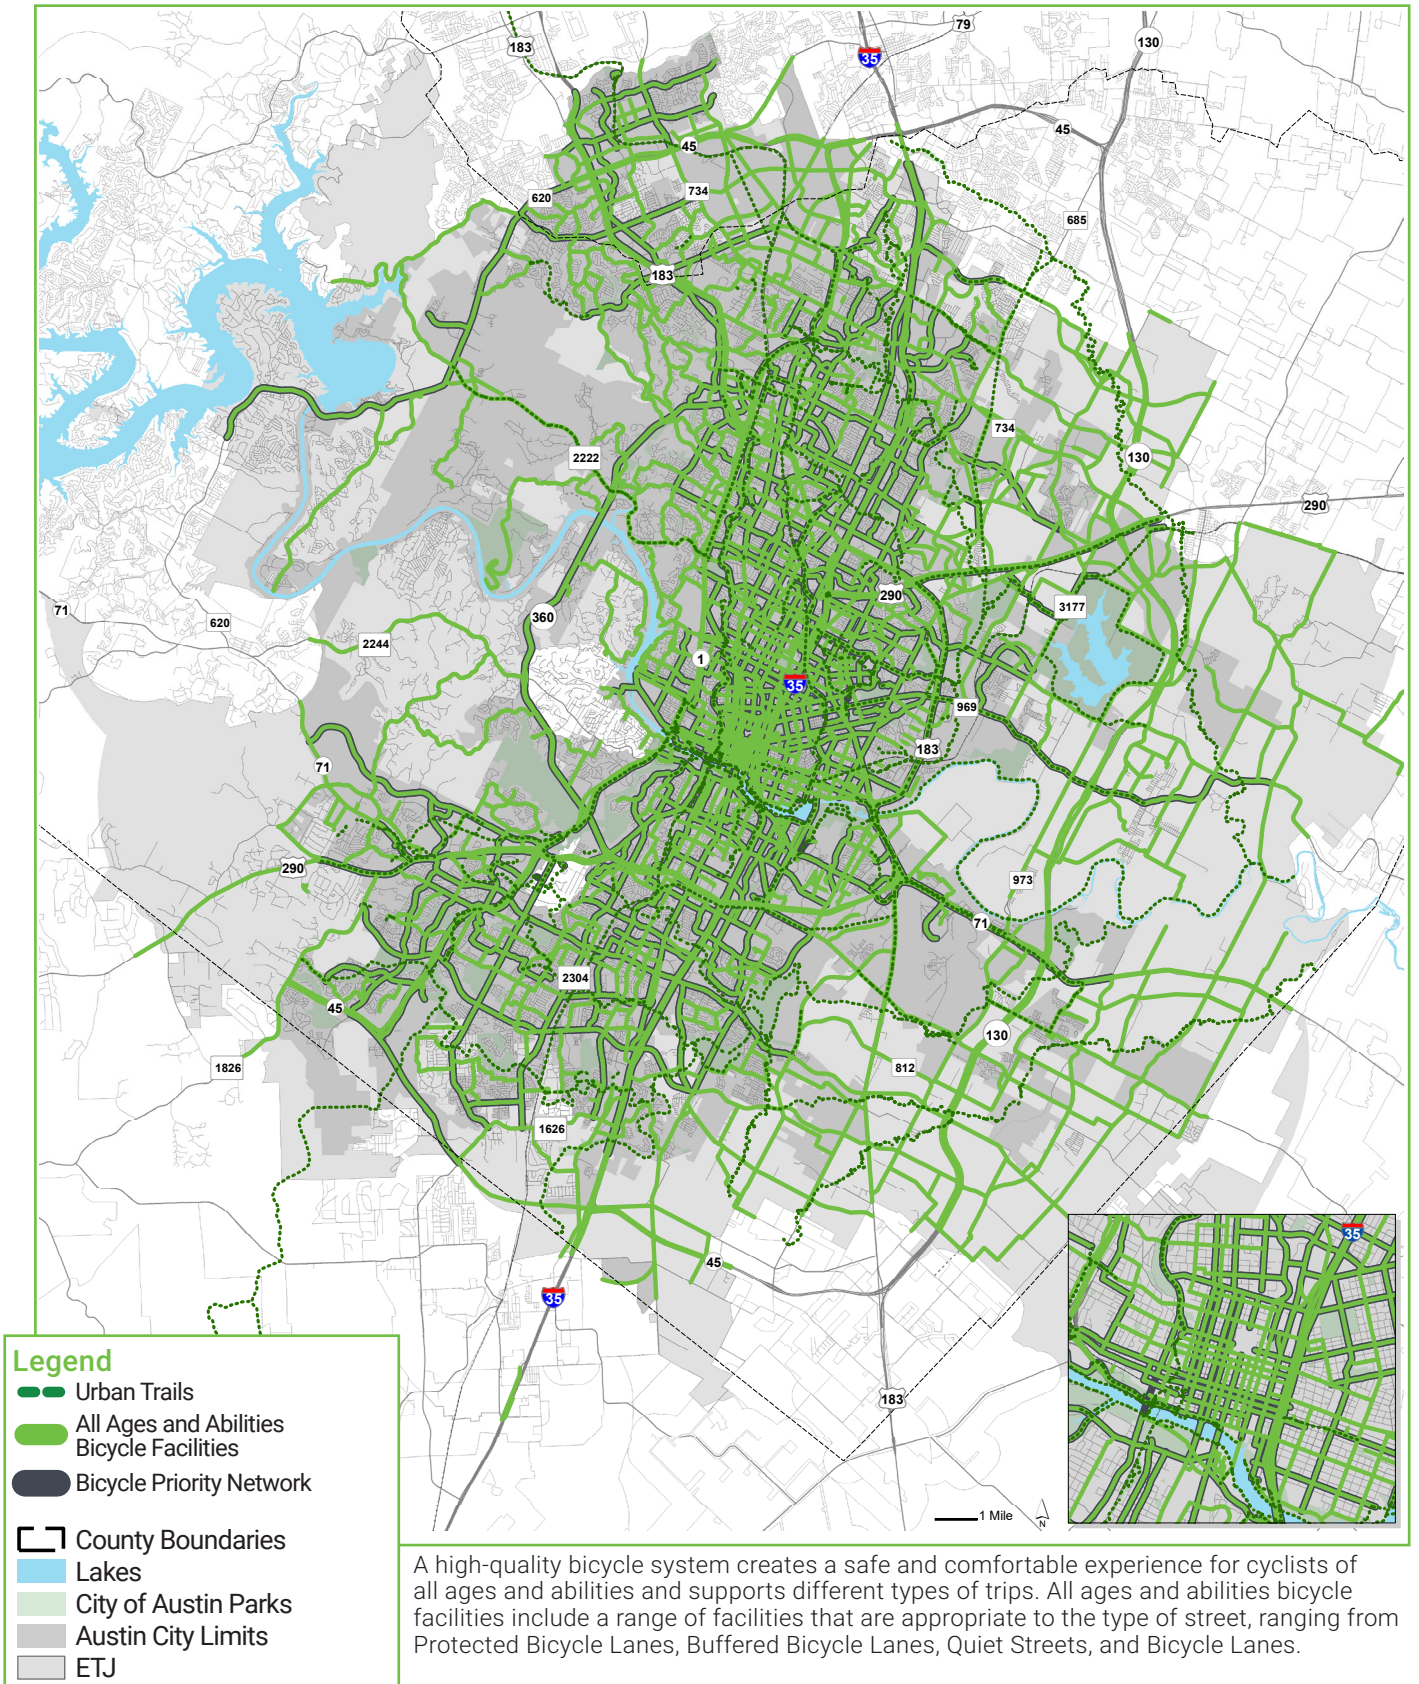 183
79
35
130
45
45
620
734
685
183
734
2222
130
290
290
3177
71
620
360
2244
1
35
969
183
71
290
973
71
2304
45
130
1826
812
1626
45
35
183
35
1 Mile
N
Legend
Urban Trails
All Ages and Abilities
Bicycle Facilities
Bicycle Priority Network
County Boundaries
Lakes
City of Austin Parks
Austin City Limits
ETJ
A high-quality bicycle system creates a safe and comfortable experience for cyclists of
all ages and abilities and supports different types of trips. All ages and abilities bicycle
facilities include a range of facilities that are appropriate to the type of street, ranging from
Protected Bicycle Lanes, Buffered Bicycle Lanes, Quiet Streets, and Bicycle Lanes.